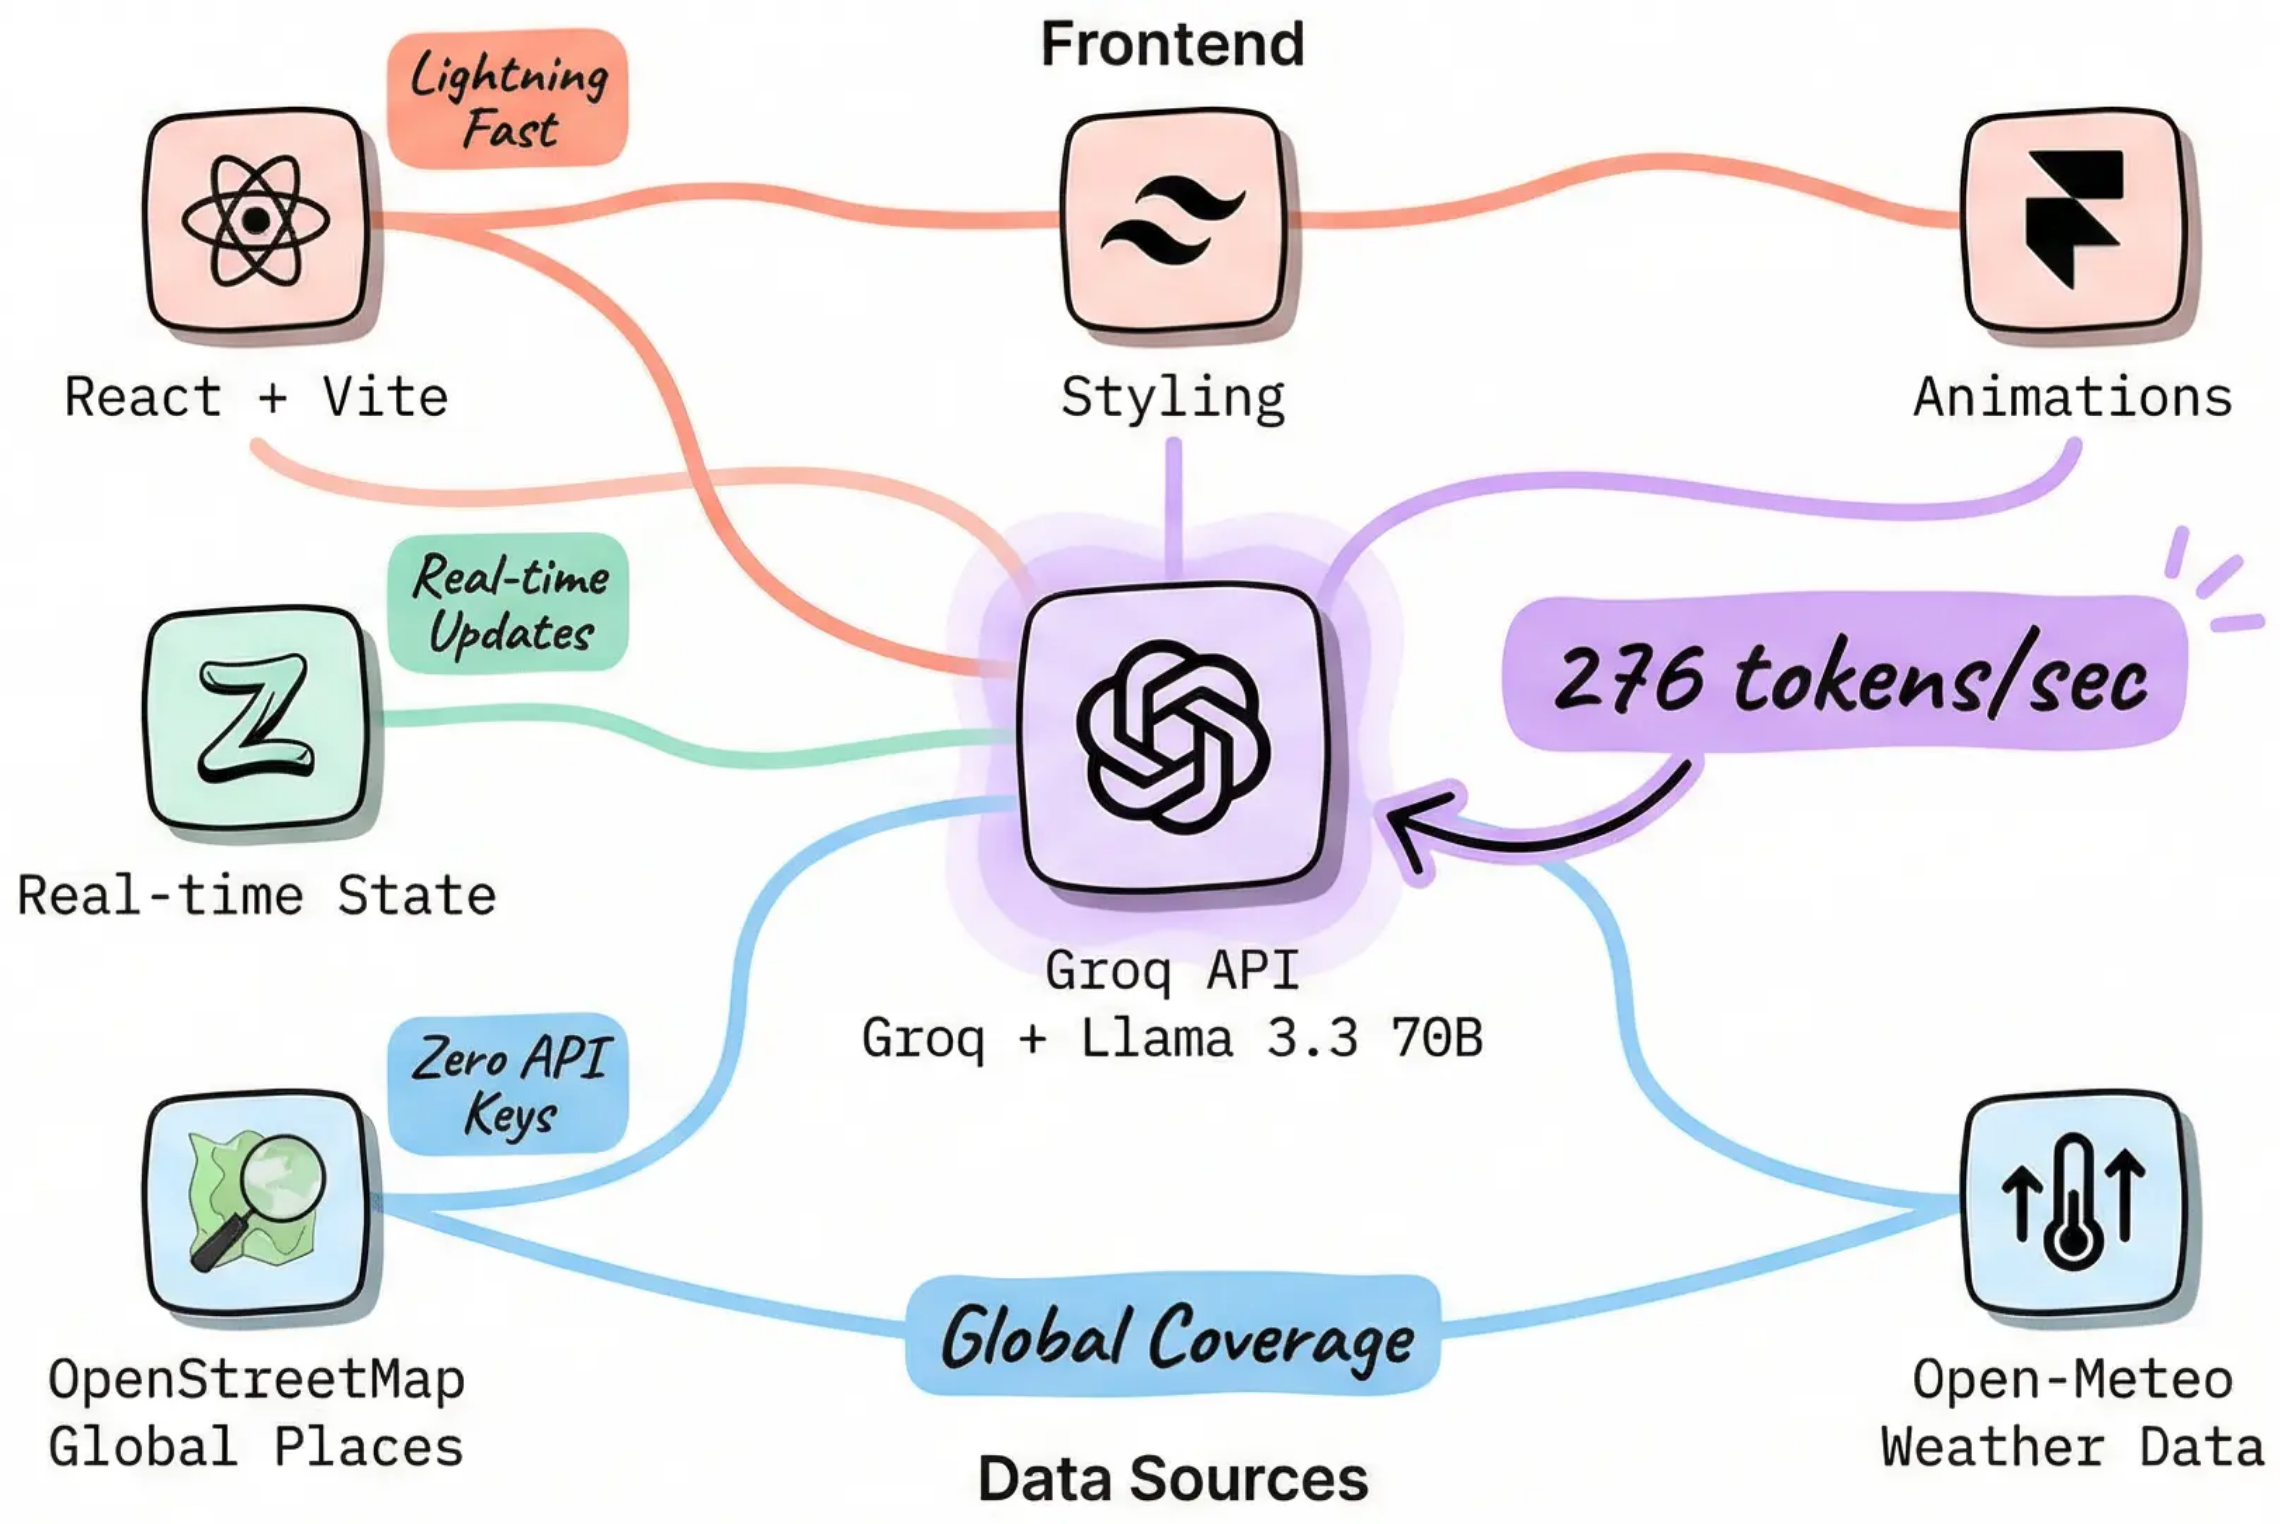 Frontend
Lightning
Fast
React + Vite
Styling
Animations
Real-time
Updates
Z
Real-time State
276 tokens/sec
Groq API
Groq + Llama 3.3 70B
Zero API
Keys
OpenStreetMap
Global Places
Global Coverage
Open-Meteo
Weather Data
Data Sources